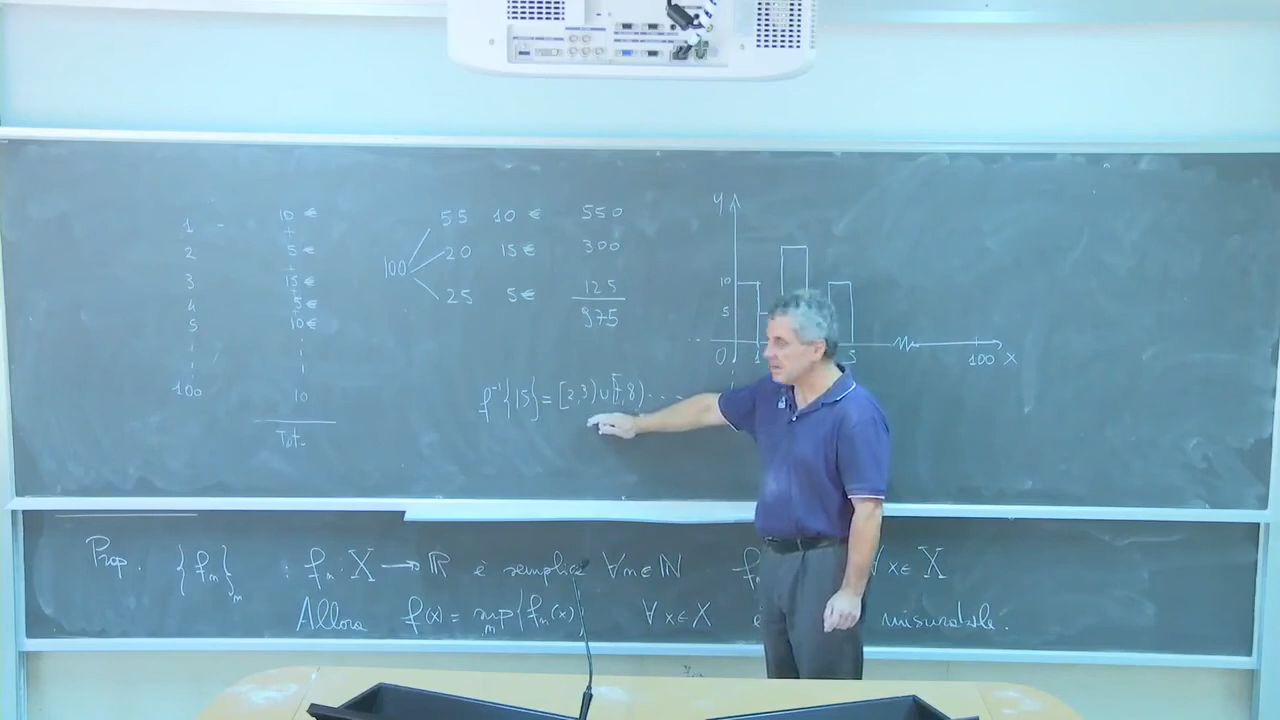 1 - 10 €
+
2 5 €
+
3 15 €
+
4 5 €
+
5 10 €
100 10
Tot.
100
55 10 € 550
20 15 € 300
25 5 € 125
975
y
10
5
0 1 5 100 x
f⁻¹{15} = [2,3) ∪ [7,8) ....
Prop. {fₙ}ₙ : fₙ: X → ℝ è semplice ∀n∈ℕ f ∀x∈X
Allora f(x) = supₙ{fₙ(x) ∀x∈X è misurabile.